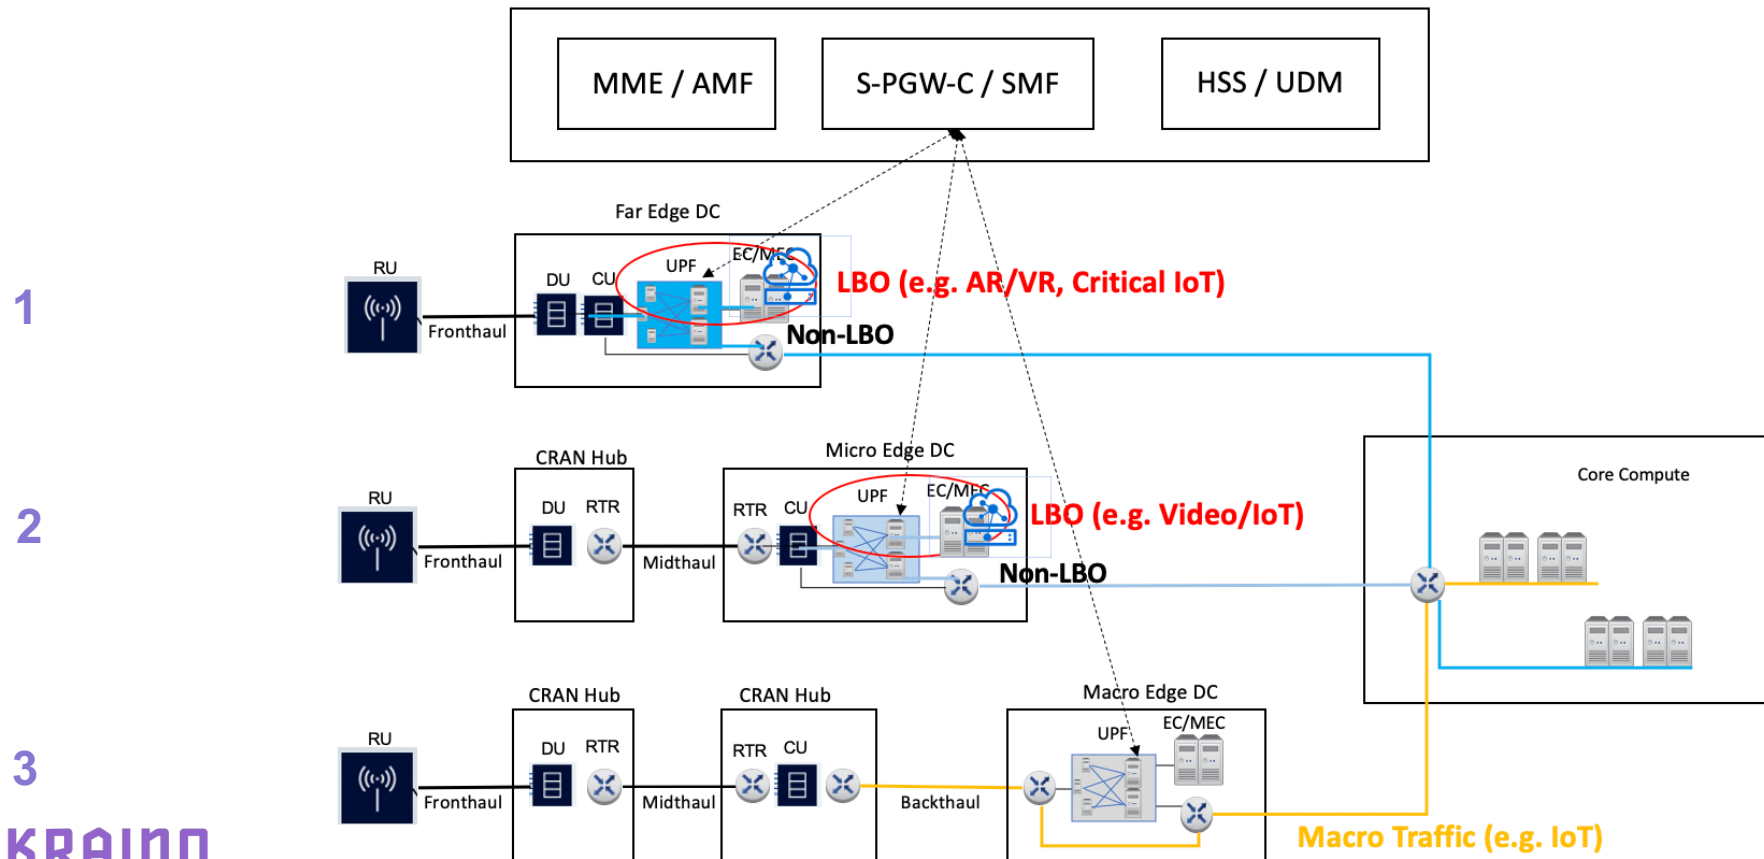 MME / AMF
S-PGW-C / SMF
HSS / UDM
Far Edge DC
1
RU
Fronthaul
DU
CU
UPF
EC/MEC
LBO (e.g. AR/VR, Critical IoT)
Non-LBO
2
RU
Fronthaul
CRAN Hub
DU
RTR
Midthaul
Micro Edge DC
RTR
CU
UPF
EC/MEC
LBO (e.g. Video/IoT)
Non-LBO
Core Compute
3
RU
Fronthaul
CRAN Hub
DU
RTR
Midthaul
CRAN Hub
RTR
CU
Backthaul
Macro Edge DC
UPF
EC/MEC
Macro Traffic (e.g. IoT)
KRAINO